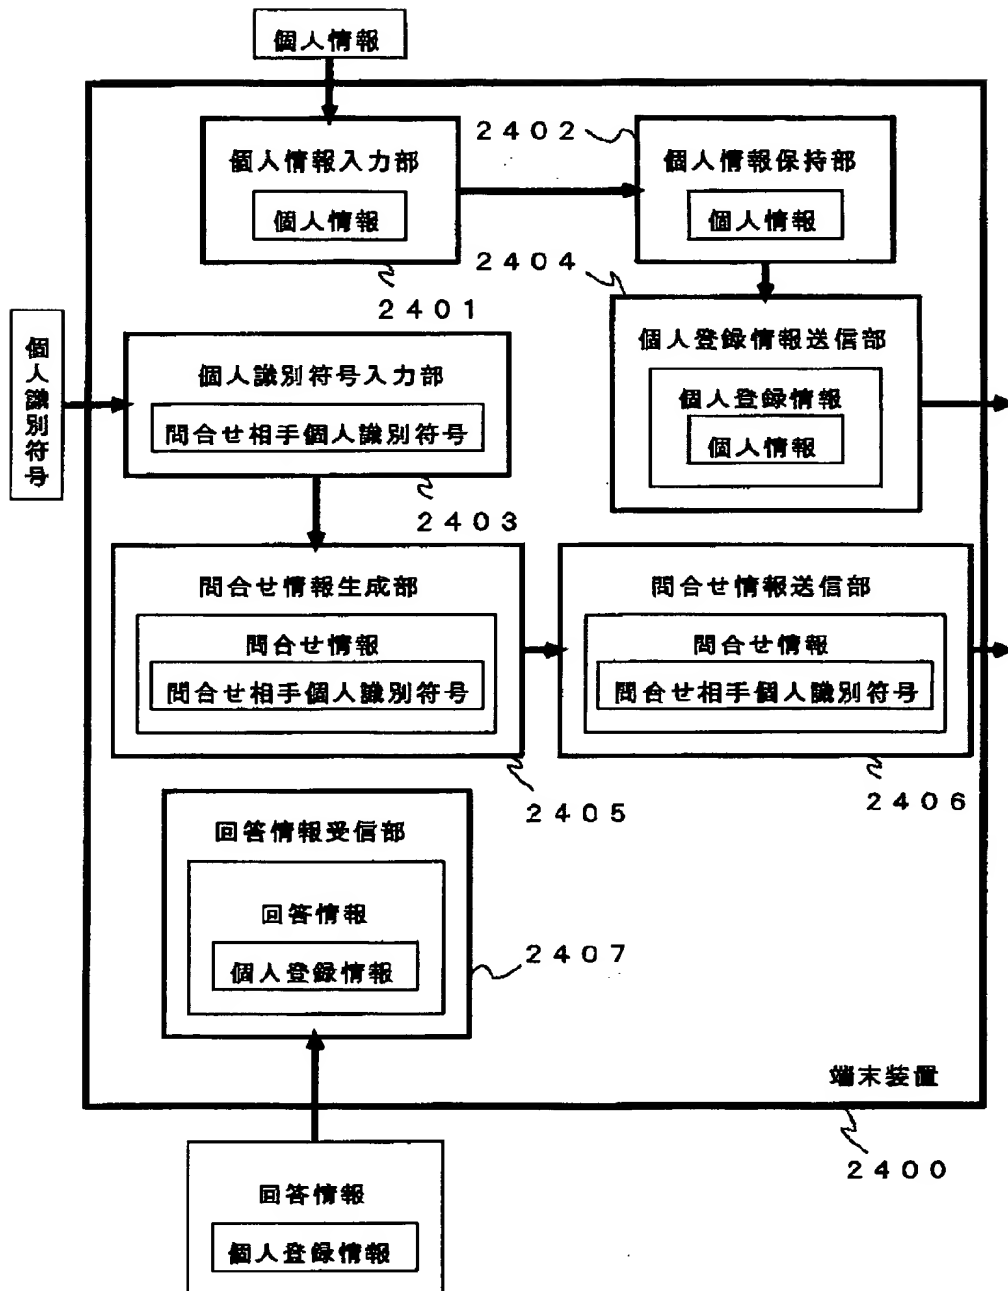 個人情報
個人情報入力部
個人情報
2401
2402
個人情報保持部
個人情報
2404
個人登録情報送信部
個人登録情報
個人情報
個人識別符号
個人識別符号入力部
問合せ相手個人識別符号
2403
問合せ情報生成部
問合せ情報
問合せ相手個人識別符号
2405
問合せ情報送信部
問合せ情報
問合せ相手個人識別符号
2406
回答情報受信部
回答情報
個人登録情報
2407
端末装置
2400
回答情報
個人登録情報